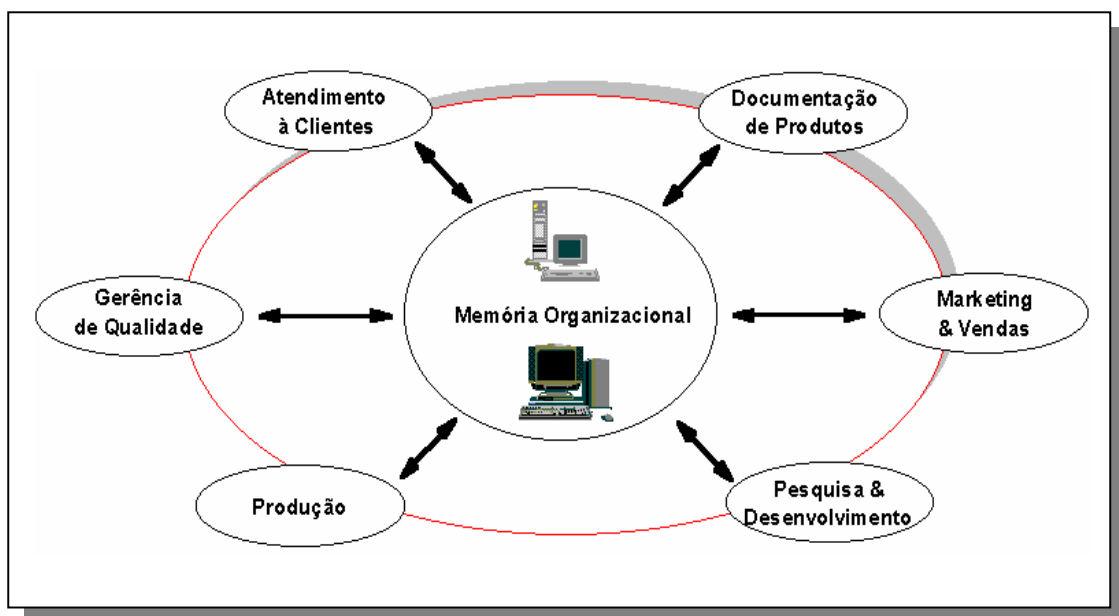 Atendimento
à Clientes
Documentação
de Produtos
Gerência
de Qualidade
Memória Organizacional
Marketing
& Vendas
Produção
Pesquisa &
Desenvolvimento